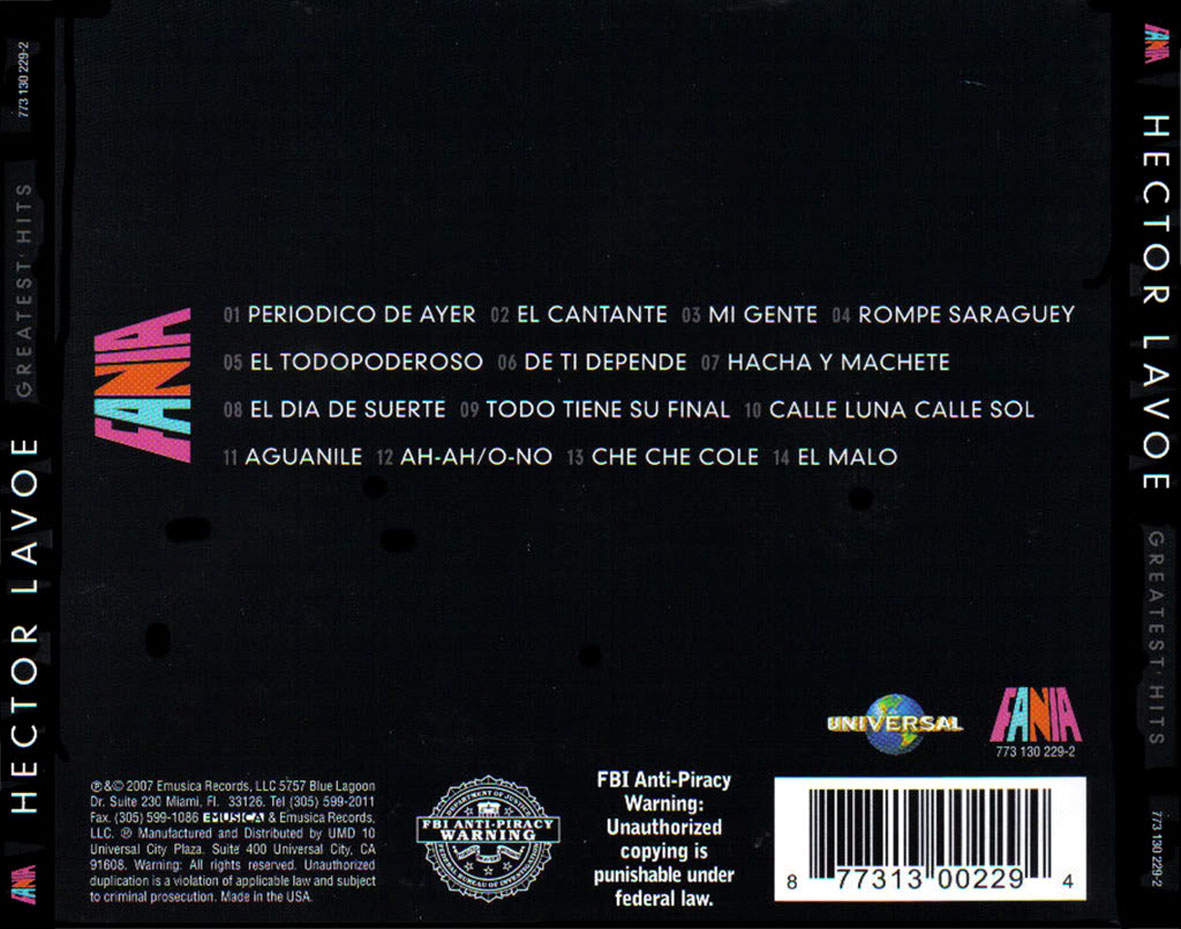 773 130 229-2
GREATEST HITS
HECTOR LAVOE
FANIA
FANIA
01 PERIODICO DE AYER 02 EL CANTANTE 03 MI GENTE 04 ROMPE SARAGUEY
05 EL TODOPODEROSO 06 DE TI DEPENDE 07 HACHA Y MACHETE
08 EL DIA DE SUERTE 09 TODO TIENE SU FINAL 10 CALLE LUNA CALLE SOL
11 AGUANILE 12 AH-AH/O-NO 13 CHE CHE COLE 14 EL MALO
UNIVERSAL
FANIA
773 130 229-2
℗&© 2007 Emusica Records, LLC 5757 Blue Lagoon
Dr. Suite 230 Miami, Fl. 33126. Tel (305) 599-2011
Fax. (305) 599-1086 EMUSICA & Emusica Records,
LLC. ® Manufactured and Distributed by UMD 10
Universal City Plaza. Suite 400 Universal City, CA
91608. Warning: All rights reserved. Unauthorized
duplication is a violation of applicable law and subject
to criminal prosecution. Made in the USA.
DEPARTMENT OF JUSTICE
FBI ANTI-PIRACY
WARNING
FEDERAL BUREAU OF INVESTIGATION
FBI Anti-Piracy
Warning:
Unauthorized
copying is
punishable under
federal law.
8 77313 00229 4
FANIA
HECTOR LAVOE
GREATEST HITS
773 130 229-2